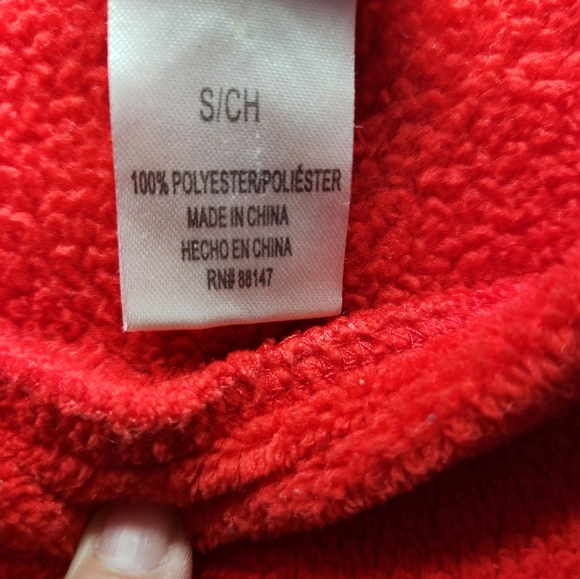 S/CH
100% POLYESTER/POLIÉSTER
MADE IN CHINA
HECHO EN CHINA
RN# 88147